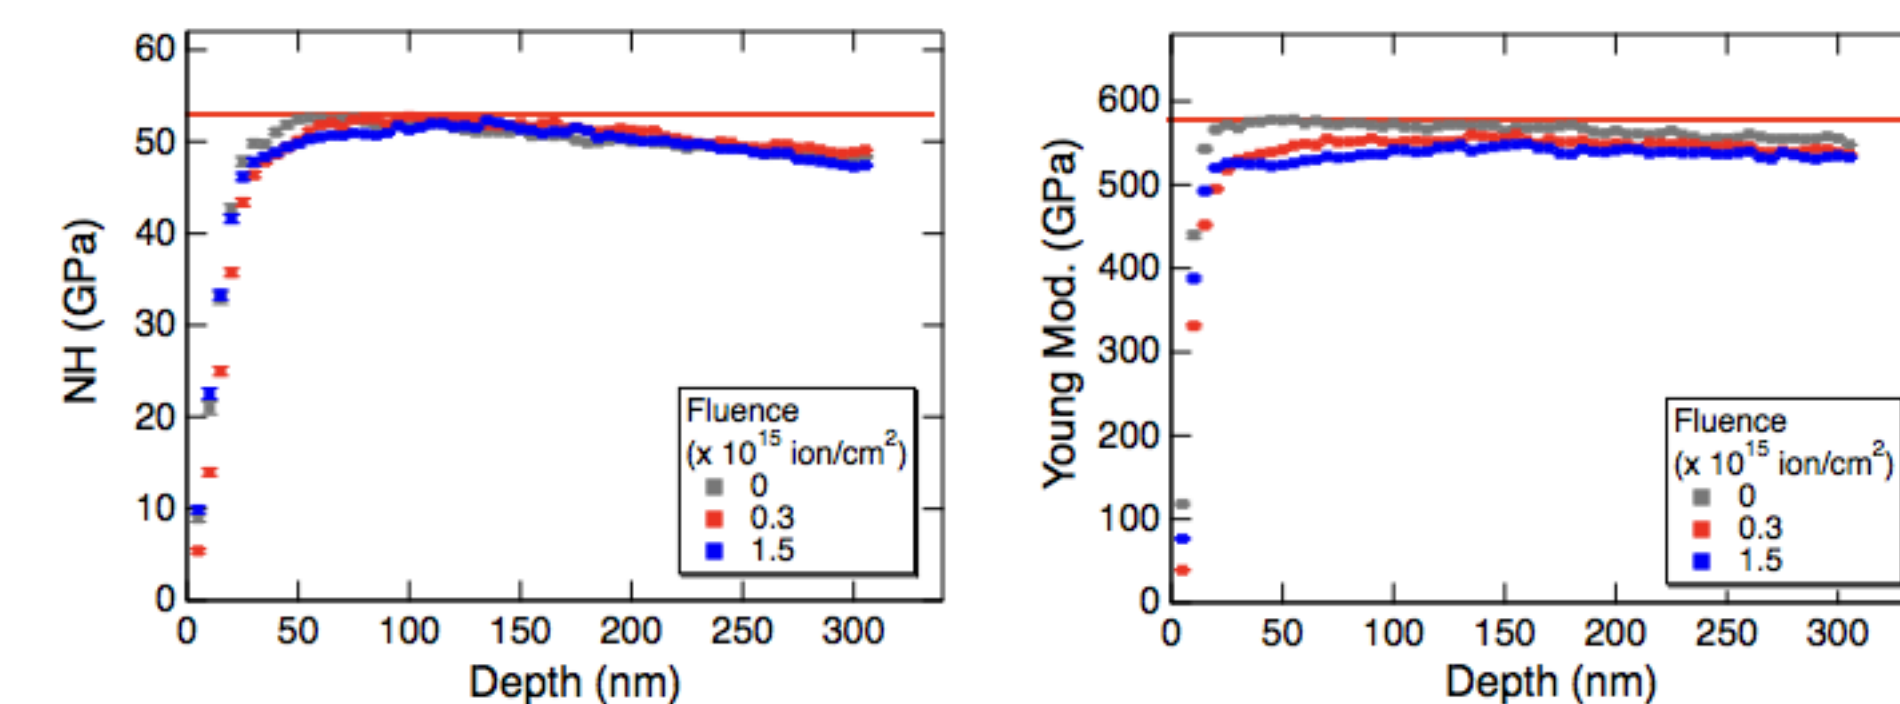 60
50
40
30
20
10
0
NH (GPa)
0 50 100 150 200 250 300
Depth (nm)
Fluence
(x 10^15 ion/cm^2)
0
0.3
1.5
600
500
400
300
200
100
0
Young Mod. (GPa)
0 50 100 150 200 250 300
Depth (nm)
Fluence
(x 10^15 ion/cm^2)
0
0.3
1.5